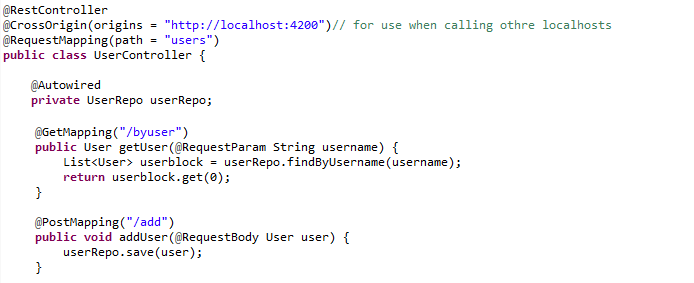 @RestController
@CrossOrigin(origins = "http://localhost:4200")// for use when calling othre localhosts
@RequestMapping(path = "users")
public class UserController {
@Autowired
private UserRepo userRepo;
@GetMapping("/byuser")
public User getUser(@RequestParam String username) {
List<User> userblock = userRepo.findByUsername(username);
return userblock.get(0);
}
@PostMapping("/add")
public void addUser(@RequestBody User user) {
userRepo.save(user);
}